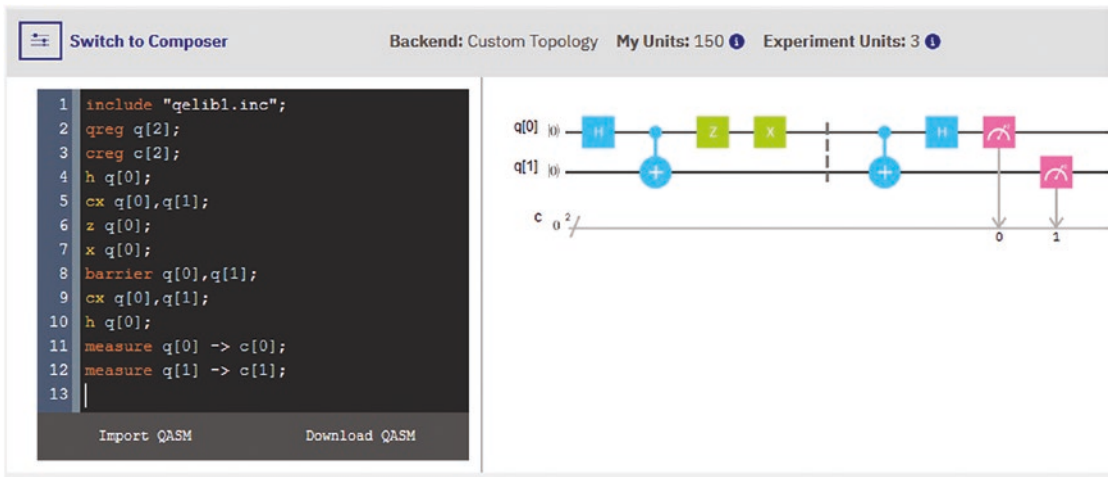 Switch to Composer Backend: Custom Topology My Units: 150 Experiment Units: 3
1 include "qelib1.inc";
2 qreg q[2];
3 creg c[2];
4 h q[0];
5 cx q[0],q[1];
6 z q[0];
7 x q[0];
8 barrier q[0],q[1];
9 cx q[0],q[1];
10 h q[0];
11 measure q[0] -> c[0];
12 measure q[1] -> c[1];
13
Import QASM Download QASM
q[0] |0⟩ H Z X H
q[1] |0⟩
c 0 2
0 1